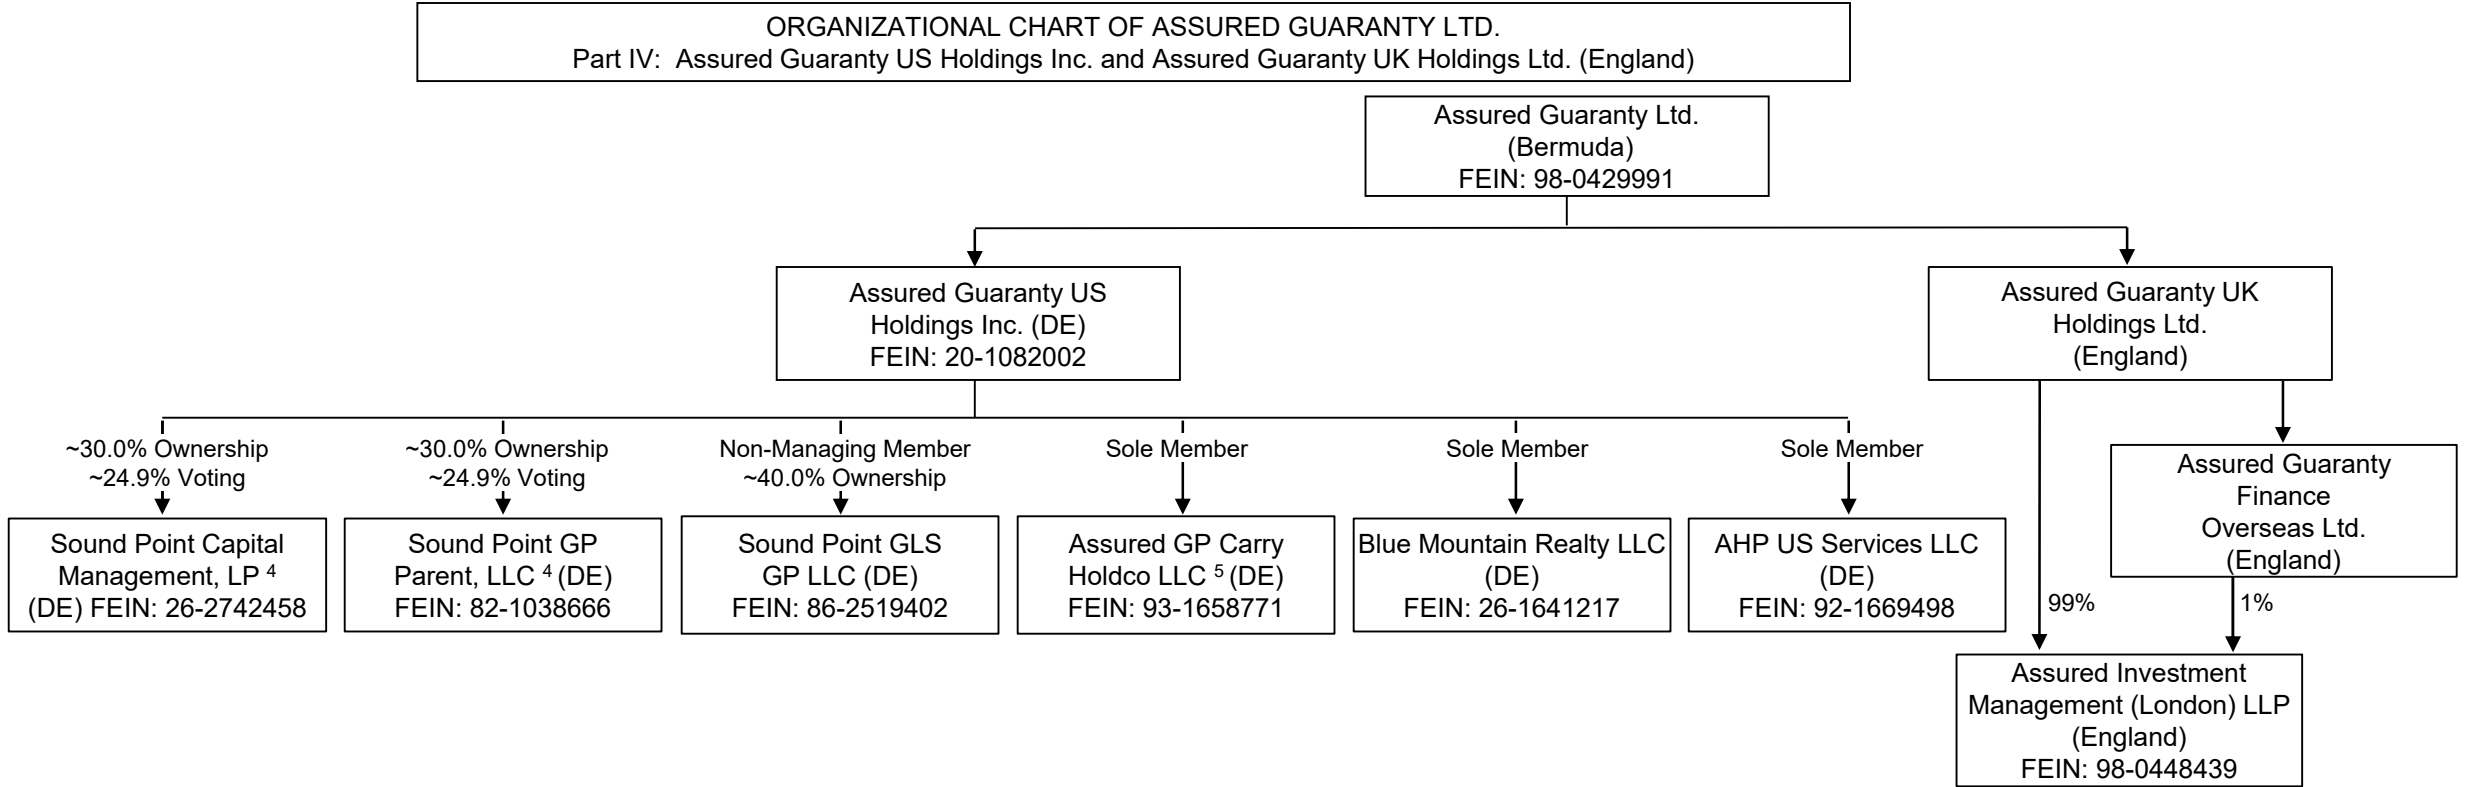 ORGANIZATIONAL CHART OF ASSURED GUARANTY LTD.
Part IV:  Assured Guaranty US Holdings Inc. and Assured Guaranty UK Holdings Ltd. (England)
Assured Guaranty Ltd.
(Bermuda)
FEIN: 98-0429991
Assured Guaranty US
Holdings Inc. (DE)
FEIN: 20-1082002
Assured Guaranty UK
Holdings Ltd.
(England)
~30.0% Ownership
~24.9% Voting
~30.0% Ownership
~24.9% Voting
Non-Managing Member
~40.0% Ownership
Sole Member
Sole Member
Sole Member
Sound Point Capital
Management, LP ⁴
(DE) FEIN: 26-2742458
Sound Point GP
Parent, LLC ⁴ (DE)
FEIN: 82-1038666
Sound Point GLS
GP LLC (DE)
FEIN: 86-2519402
Assured GP Carry
Holdco LLC ⁵ (DE)
FEIN: 93-1658771
Blue Mountain Realty LLC
(DE)
FEIN: 26-1641217
AHP US Services LLC
(DE)
FEIN: 92-1669498
Assured Guaranty
Finance
Overseas Ltd.
(England)
99%
1%
Assured Investment
Management (London) LLP
(England)
FEIN: 98-0448439